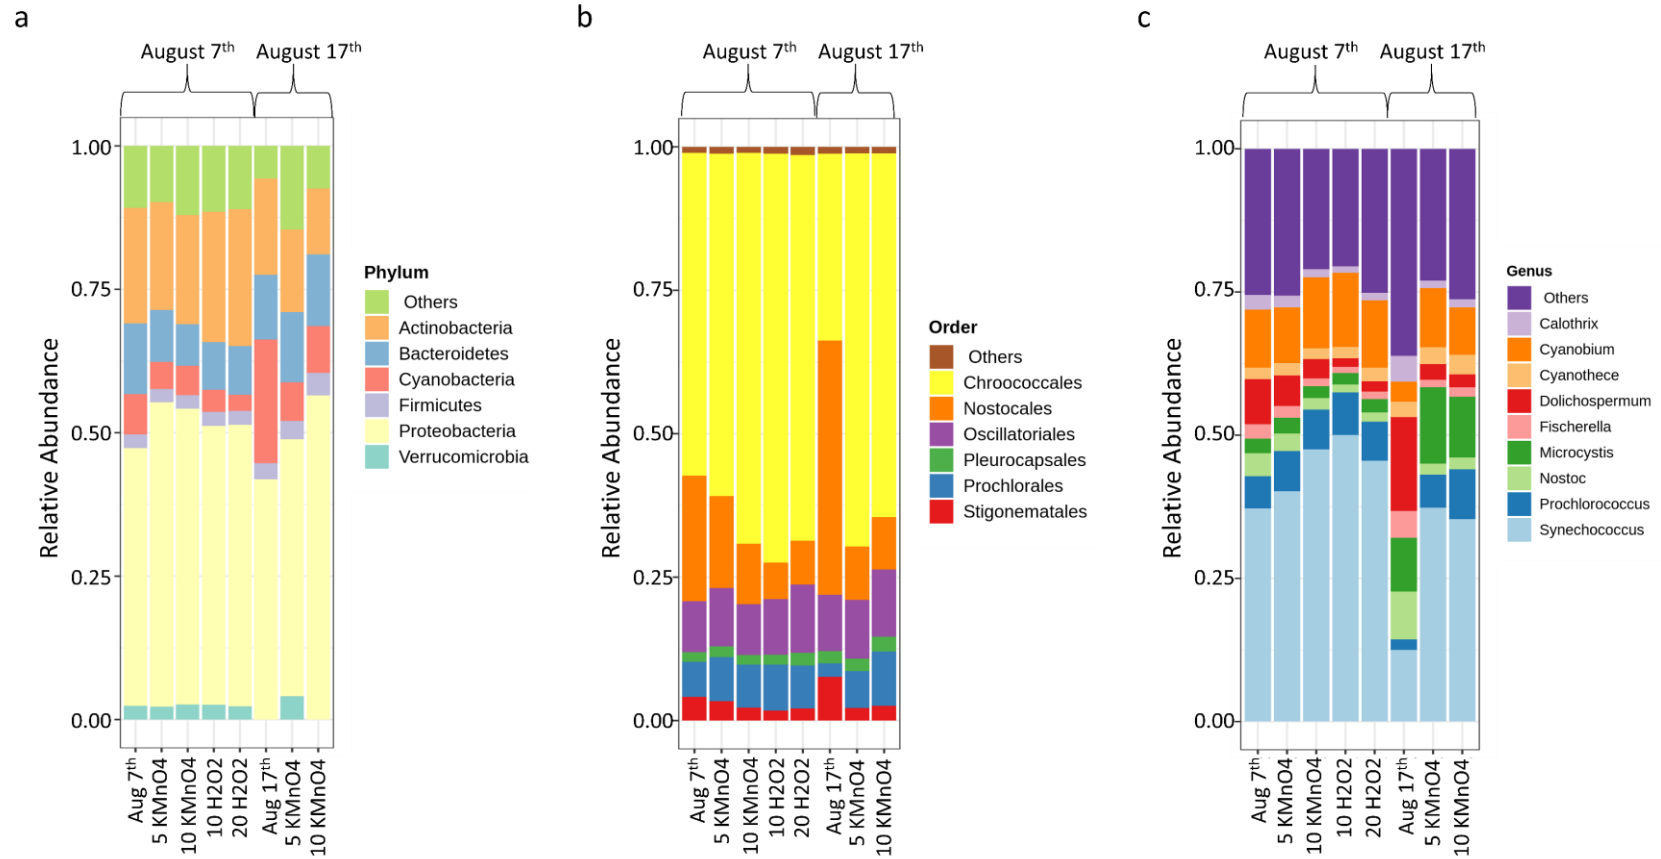 a
August 7th
August 17th
Relative Abundance
1.00
0.75
0.50
0.25
0.00
Aug 7th
5 KMnO4
10 KMnO4
10 H2O2
20 H2O2
Aug 17th
5 KMnO4
10 KMnO4
Phylum
Others
Actinobacteria
Bacteroidetes
Cyanobacteria
Firmicutes
Proteobacteria
Verrucomicrobia
b
August 7th
August 17th
Relative Abundance
1.00
0.75
0.50
0.25
0.00
Aug 7th
5 KMnO4
10 KMnO4
10 H2O2
20 H2O2
Aug 17th
5 KMnO4
10 KMnO4
Order
Others
Chroococcales
Nostocales
Oscillatoriales
Pleurocapsales
Prochlorales
Stigonematales
c
August 7th
August 17th
Relative Abundance
1.00
0.75
0.50
0.25
0.00
Aug 7th
5 KMnO4
10 KMnO4
10 H2O2
20 H2O2
Aug 17th
5 KMnO4
10 KMnO4
Genus
Others
Calothrix
Cyanobium
Cyanothece
Dolichospermum
Fischerella
Microcystis
Nostoc
Prochlorococcus
Synechococcus